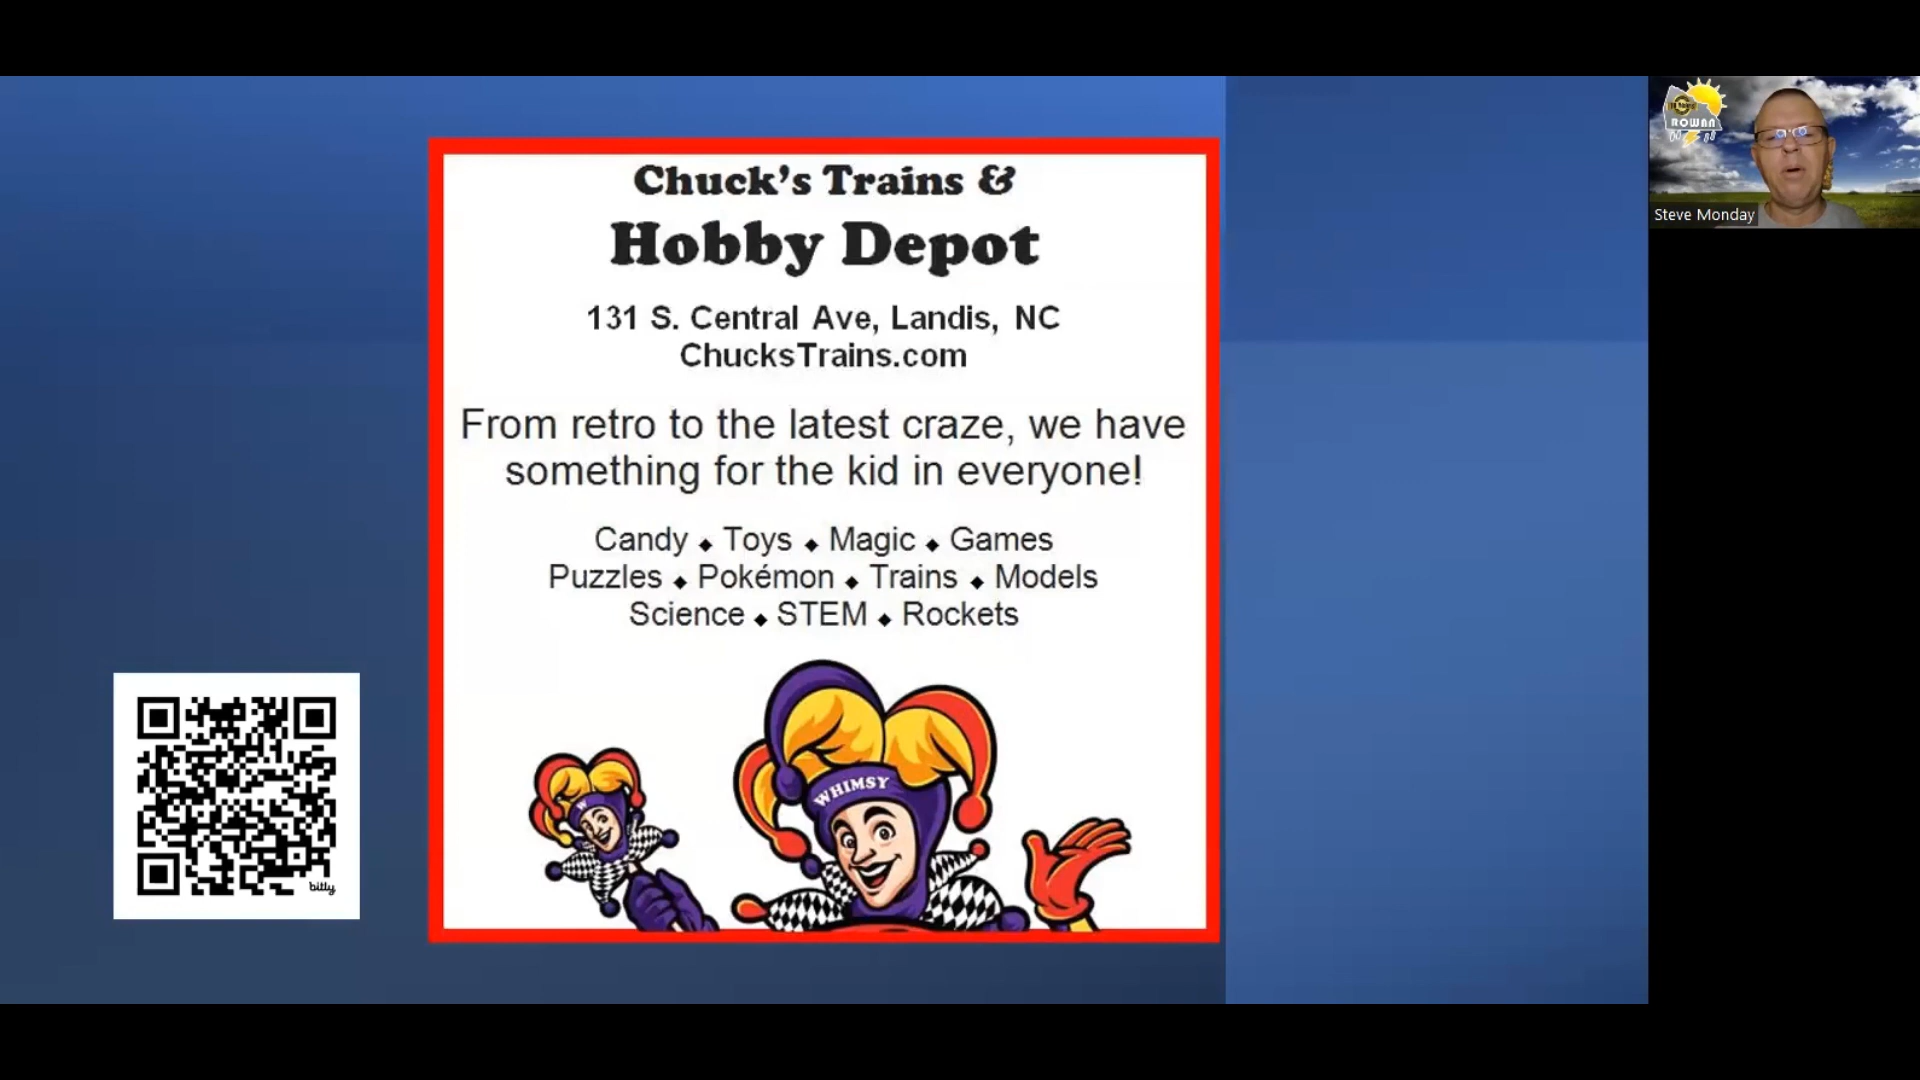 Chuck's Trains &
Hobby Depot
131 S. Central Ave, Landis, NC
ChucksTrains.com
From retro to the latest craze, we have
something for the kid in everyone!
Candy ⬥ Toys ⬥ Magic ⬥ Games
Puzzles ⬥ Pokémon ⬥ Trains ⬥ Models
Science ⬥ STEM ⬥ Rockets
W
WHIMSY
bitly
ROWAN
Steve Monday